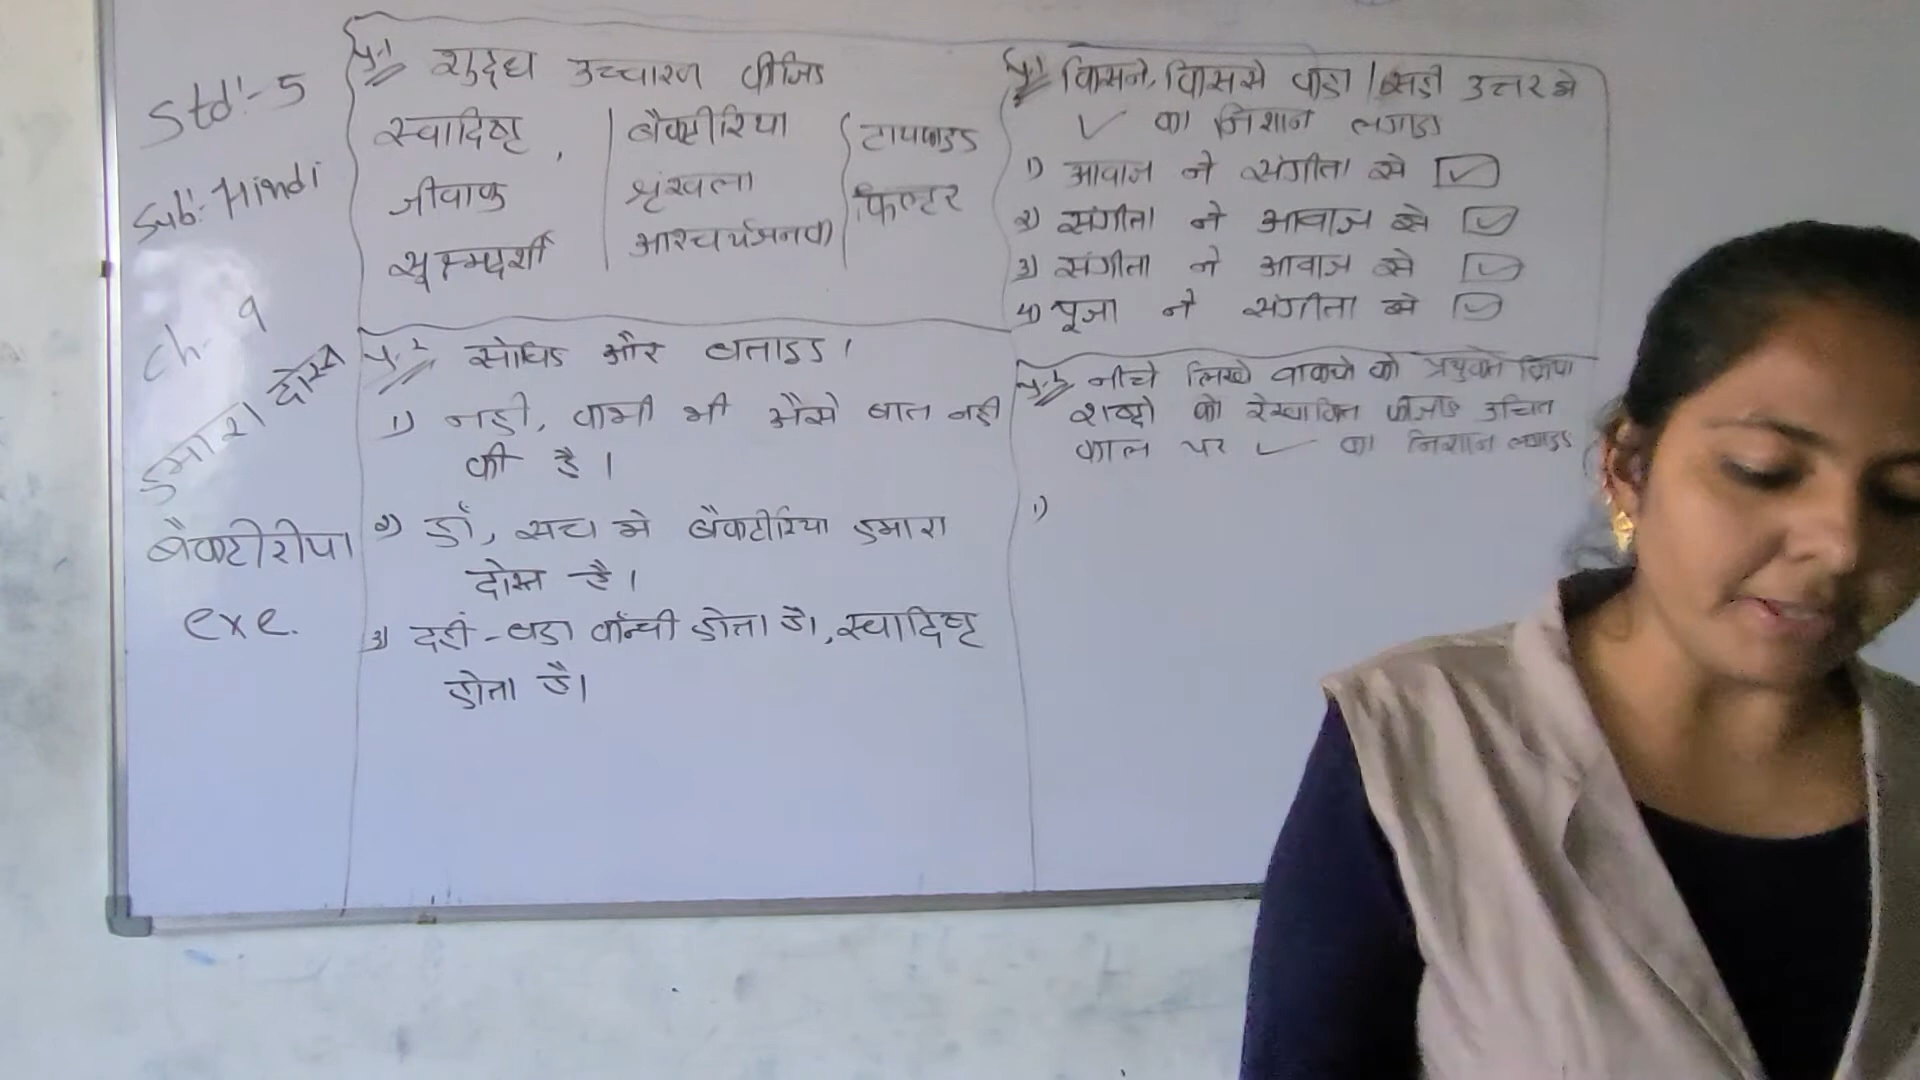 Std:-5
Sub:- Hindi
ch. 9
हमारा दोस्त
बैक्टीरीया
exe.
प्र.1 शुद्ध उच्चारण कीजिए
स्वादिष्ट, बैक्टीरिया टायफाइड
जीवाणु श्रृंखला फिल्टर
सूक्ष्मदर्शी आश्चर्यजनक
प्र.2 सोचिए और बताइए।
1) नहीं, कभी भी ऐसे बात नहीं
की है।
2) हाँ, सच मे बैक्टीरिया हमारा
दोस्त है।
3) दही-बड़ा होता है, स्वादिष्ट
होता है।
प्र.1 किसने, किससे कहा / सही उत्तर मे
✓ का निशान लगाइए
1) आवाज ने संगीता से ✓
2) संगीता ने आवाज से ✓
3) संगीता ने आवाज से ✓
4) पूजा ने संगीता से ✓
प्र.3 नीचे लिखे वाक्यो को प्रयुक्त क्रिया
शब्दो को रेखांकित कीजिए उचित
काल पर ✓ का निशान लगाइए
1)